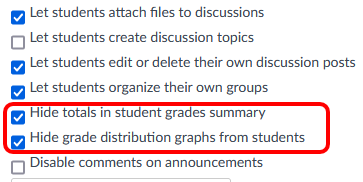 Let students attach files to discussions
Let students create discussion topics
Let students edit or delete their own discussion posts
Let students organize their own groups
Hide totals in student grades summary
Hide grade distribution graphs from students
Disable comments on announcements